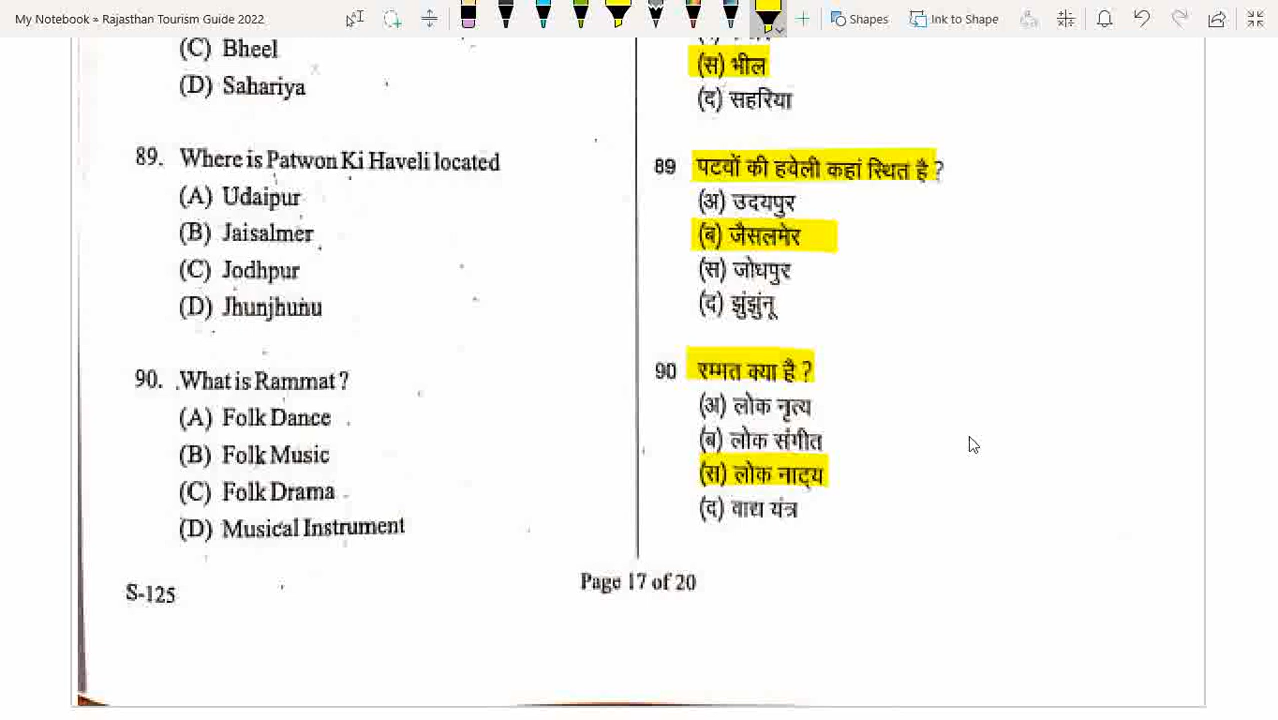 My Notebook » Rajasthan Tourism Guide 2022
Shapes
Ink to Shape
(C) Bheel
(D) Sahariya
89. Where is Patwon Ki Haveli located
(A) Udaipur
(B) Jaisalmer
(C) Jodhpur
(D) Jhunjhunu
90. What is Rammat ?
(A) Folk Dance
(B) Folk Music
(C) Folk Drama
(D) Musical Instrument
(स) भील
(द) सहरिया
89 पटवों की हवेली कहां स्थित है ?
(अ) उदयपुर
(ब) जैसलमेर
(स) जोधपुर
(द) झुंझुंनू
90 रम्मत क्या है ?
(अ) लोक नृत्य
(ब) लोक संगीत
(स) लोक नाट्य
(द) वाद्य यंत्र
S-125
Page 17 of 20